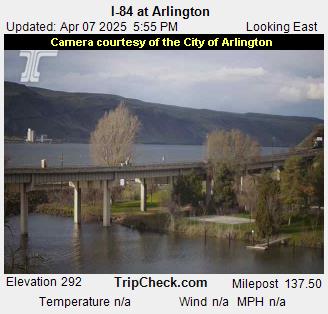 I-84 at Arlington
Updated: Apr 07 2025 5:55 PM Looking East
Camera courtesy of the City of Arlington
Elevation 292 TripCheck.com Milepost 137.50
Temperature n/a Wind n/a MPH n/a